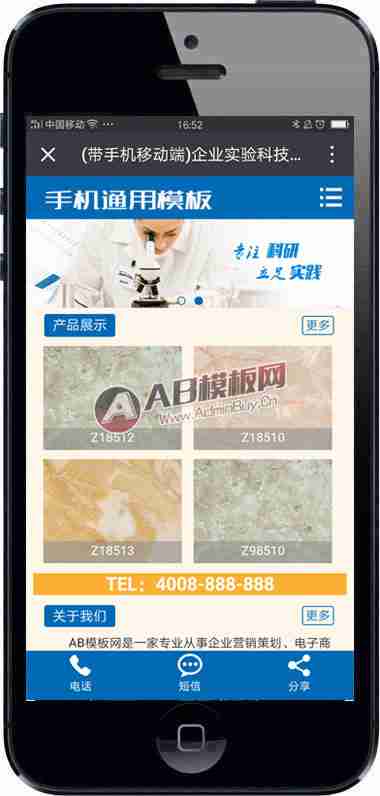 中国移动 ... 16:52
(带手机移动端)企业实验科技...
手机通用模板
专注 科研
立足 实践
产品展示 更多
AB模板网
www.AdminBuy.Cn
Z18512 Z18510
Z18513 Z98510
TEL：4008-888-888
关于我们 更多
AB模板网是一家专业从事企业营销策划、电子商
电话 短信 分享